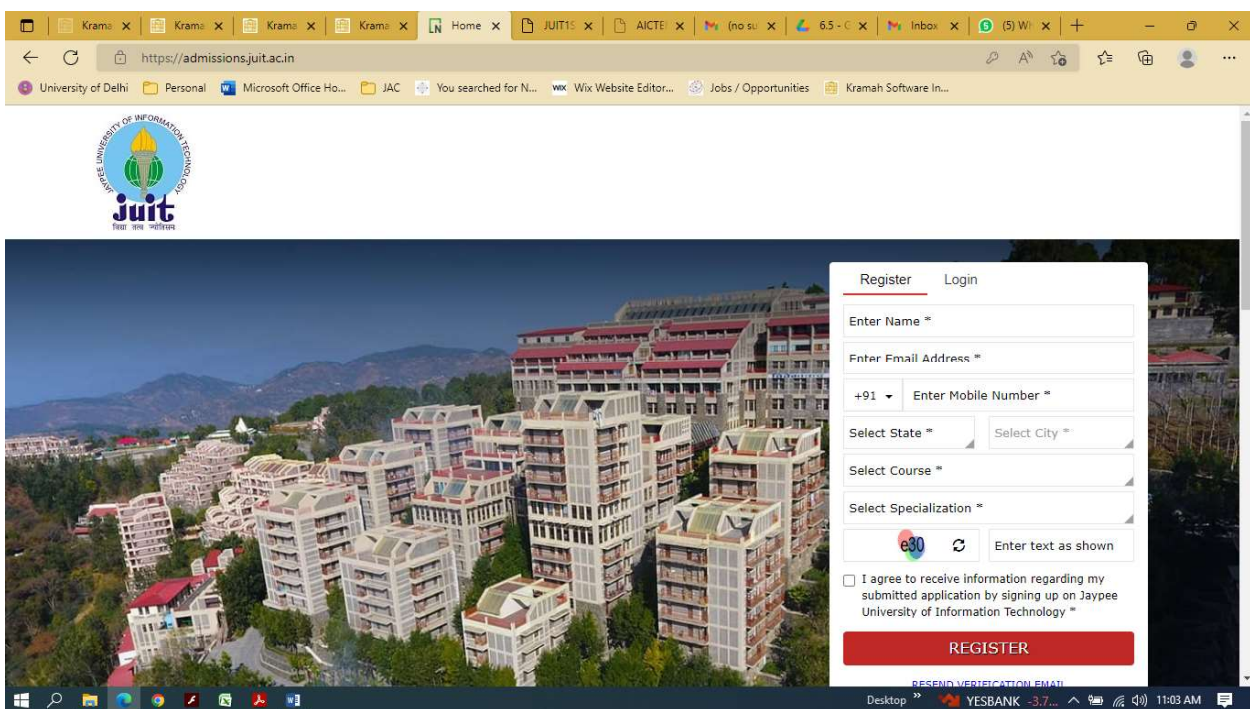 Krama
Krama
Krama
Krama
Home
JUIT1S
AICTE
(no su
6.5 - C
Inbox
(5) Wh
https://admissions.juit.ac.in
University of Delhi
Personal
Microsoft Office Ho...
JAC
You searched for N...
WIX Wix Website Editor...
Jobs / Opportunities
Kramah Software In...
JAYPEE UNIVERSITY OF INFORMATION TECHNOLOGY
juit
विद्या तत्व ज्योतिसमः
Register Login
Enter Name *
Enter Email Address *
+91 Enter Mobile Number *
Select State * Select City *
Select Course *
Select Specialization *
e30 Enter text as shown
I agree to receive information regarding my
submitted application by signing up on Jaypee
University of Information Technology *
REGISTER
RESEND VERIFICATION EMAIL
Desktop » YESBANK -3.7... 11:03 AM